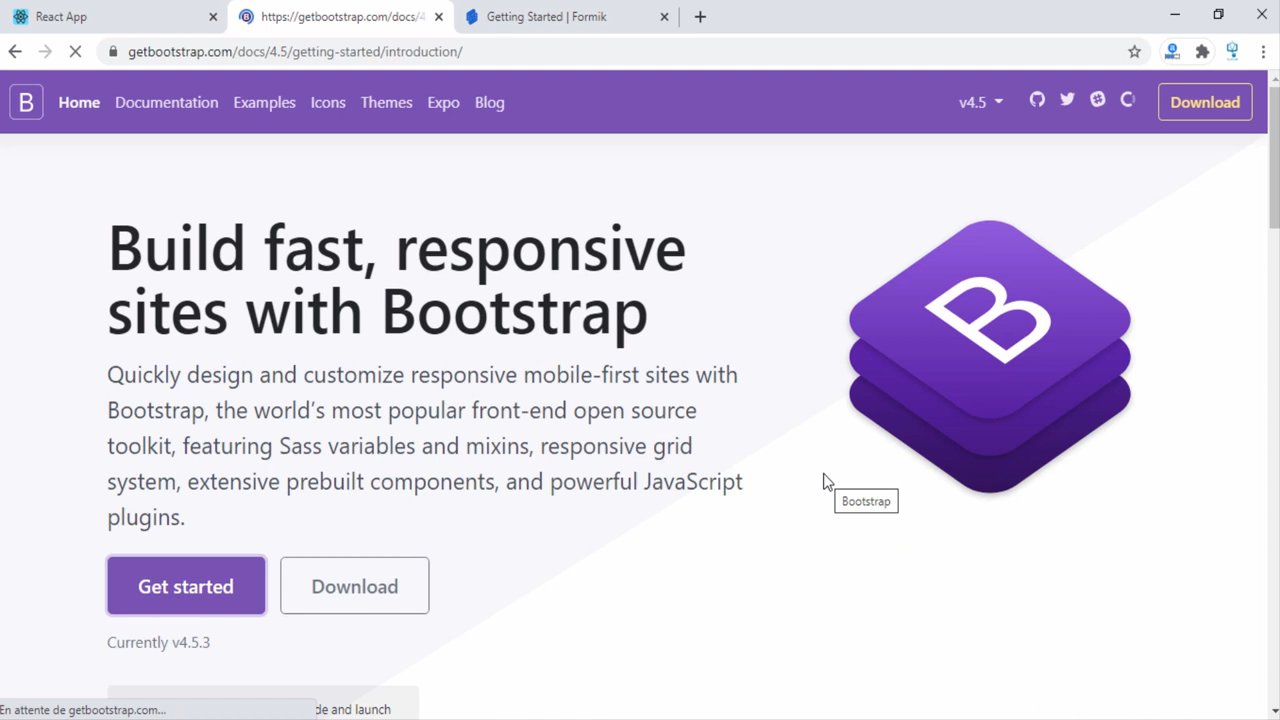 React App
https://getbootstrap.com/docs/4
Getting Started | Formik
getbootstrap.com/docs/4.5/getting-started/introduction/
B
Home
Documentation
Examples
Icons
Themes
Expo
Blog
v4.5
Download
Build fast, responsive
sites with Bootstrap
Quickly design and customize responsive mobile-first sites with
Bootstrap, the world's most popular front-end open source
toolkit, featuring Sass variables and mixins, responsive grid
system, extensive prebuilt components, and powerful JavaScript
plugins.
B
Bootstrap
Get started
Download
Currently v4.5.3
En attente de getbootstrap.com...
de and launch